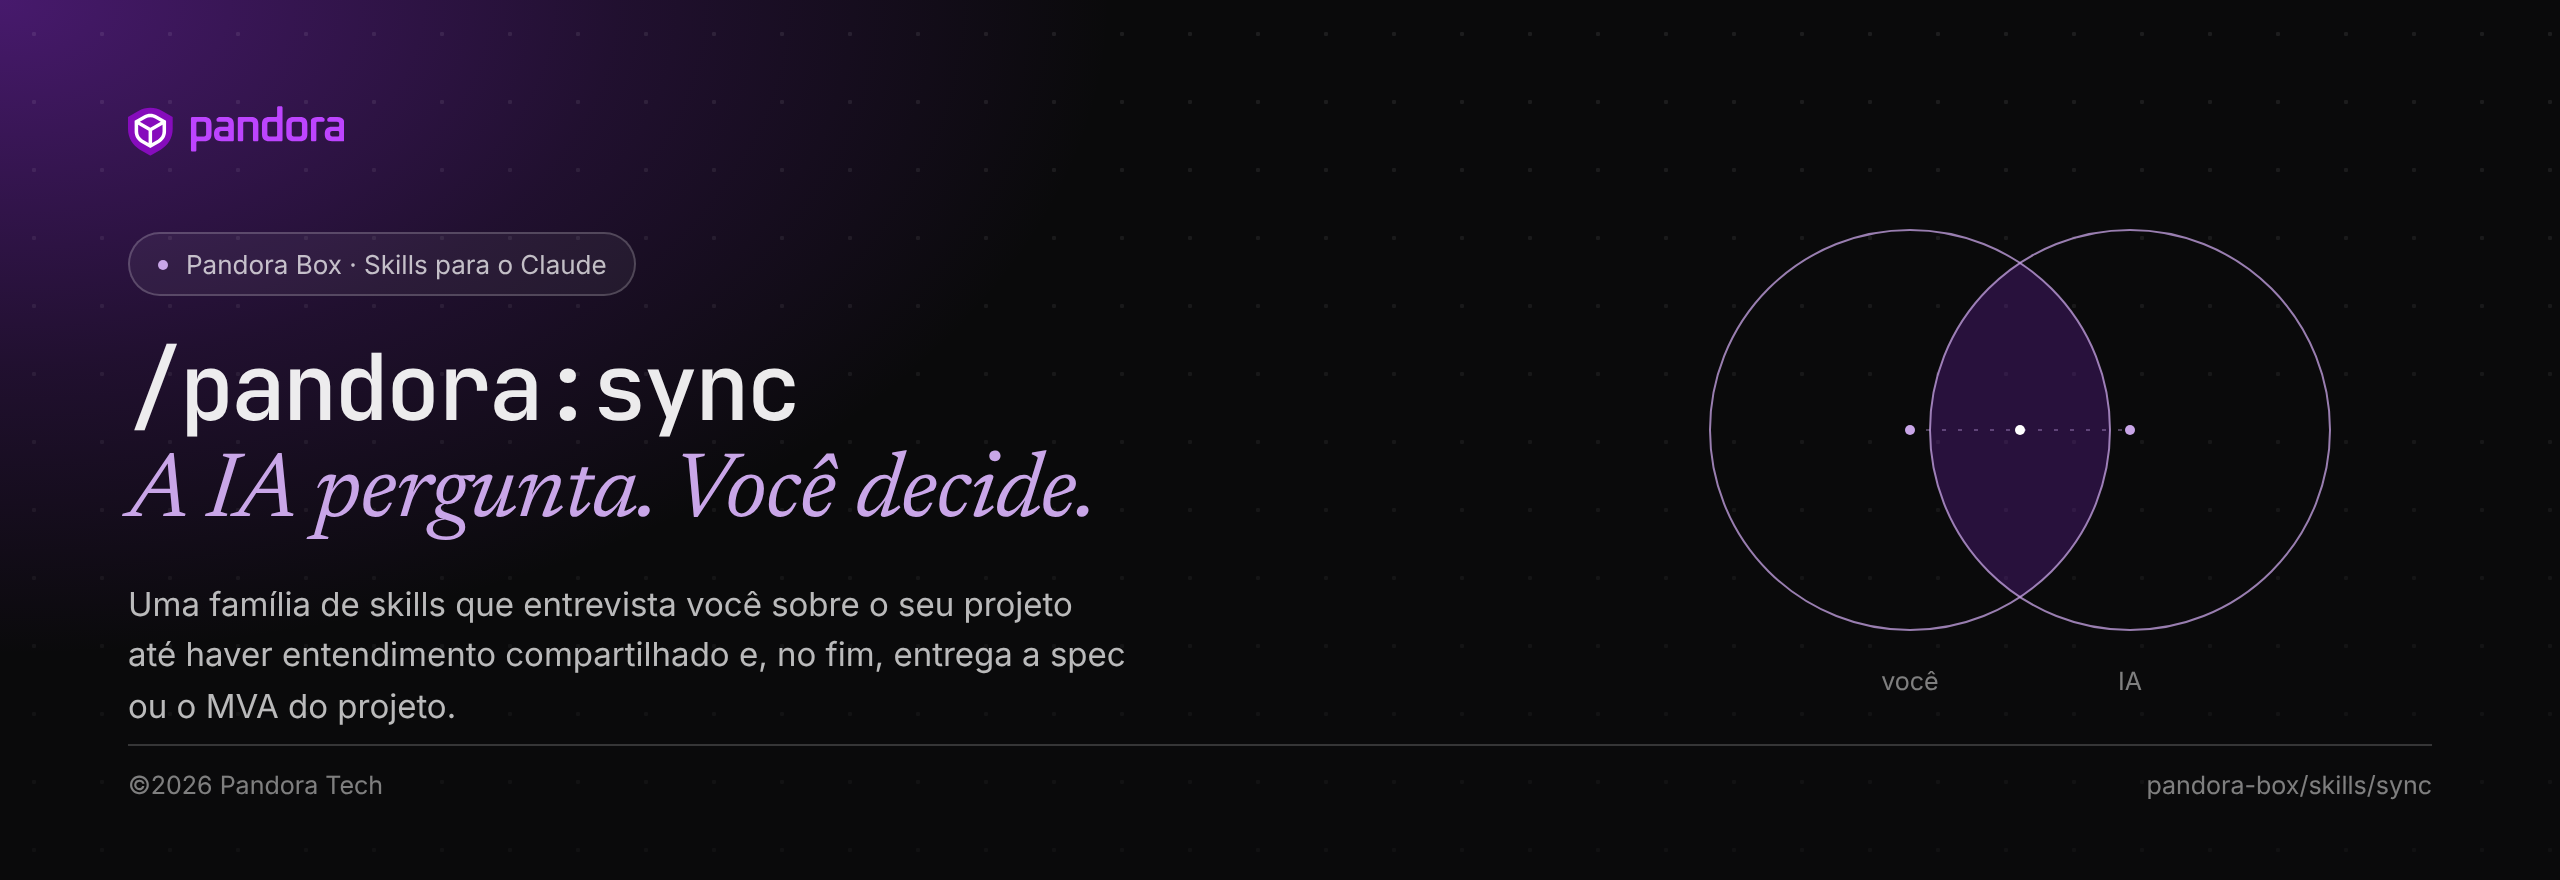 pandora
Pandora Box · Skills para o Claude
/pandora:sync
A IA pergunta. Você decide.
Uma família de skills que entrevista você sobre o seu projeto
até haver entendimento compartilhado e, no fim, entrega a spec
ou o MVA do projeto.
você
IA
©2026 Pandora Tech
pandora-box/skills/sync